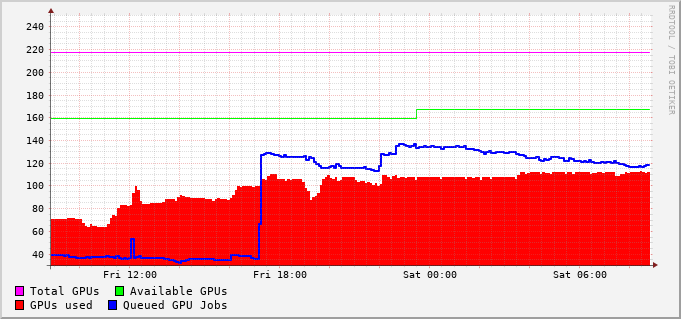 RRDTOOL / TOBI OETIKER
240
220
200
180
160
140
120
100
80
60
40
Fri 12:00 Fri 18:00 Sat 00:00 Sat 06:00
Total GPUs Available GPUs
GPUs used Queued GPU Jobs